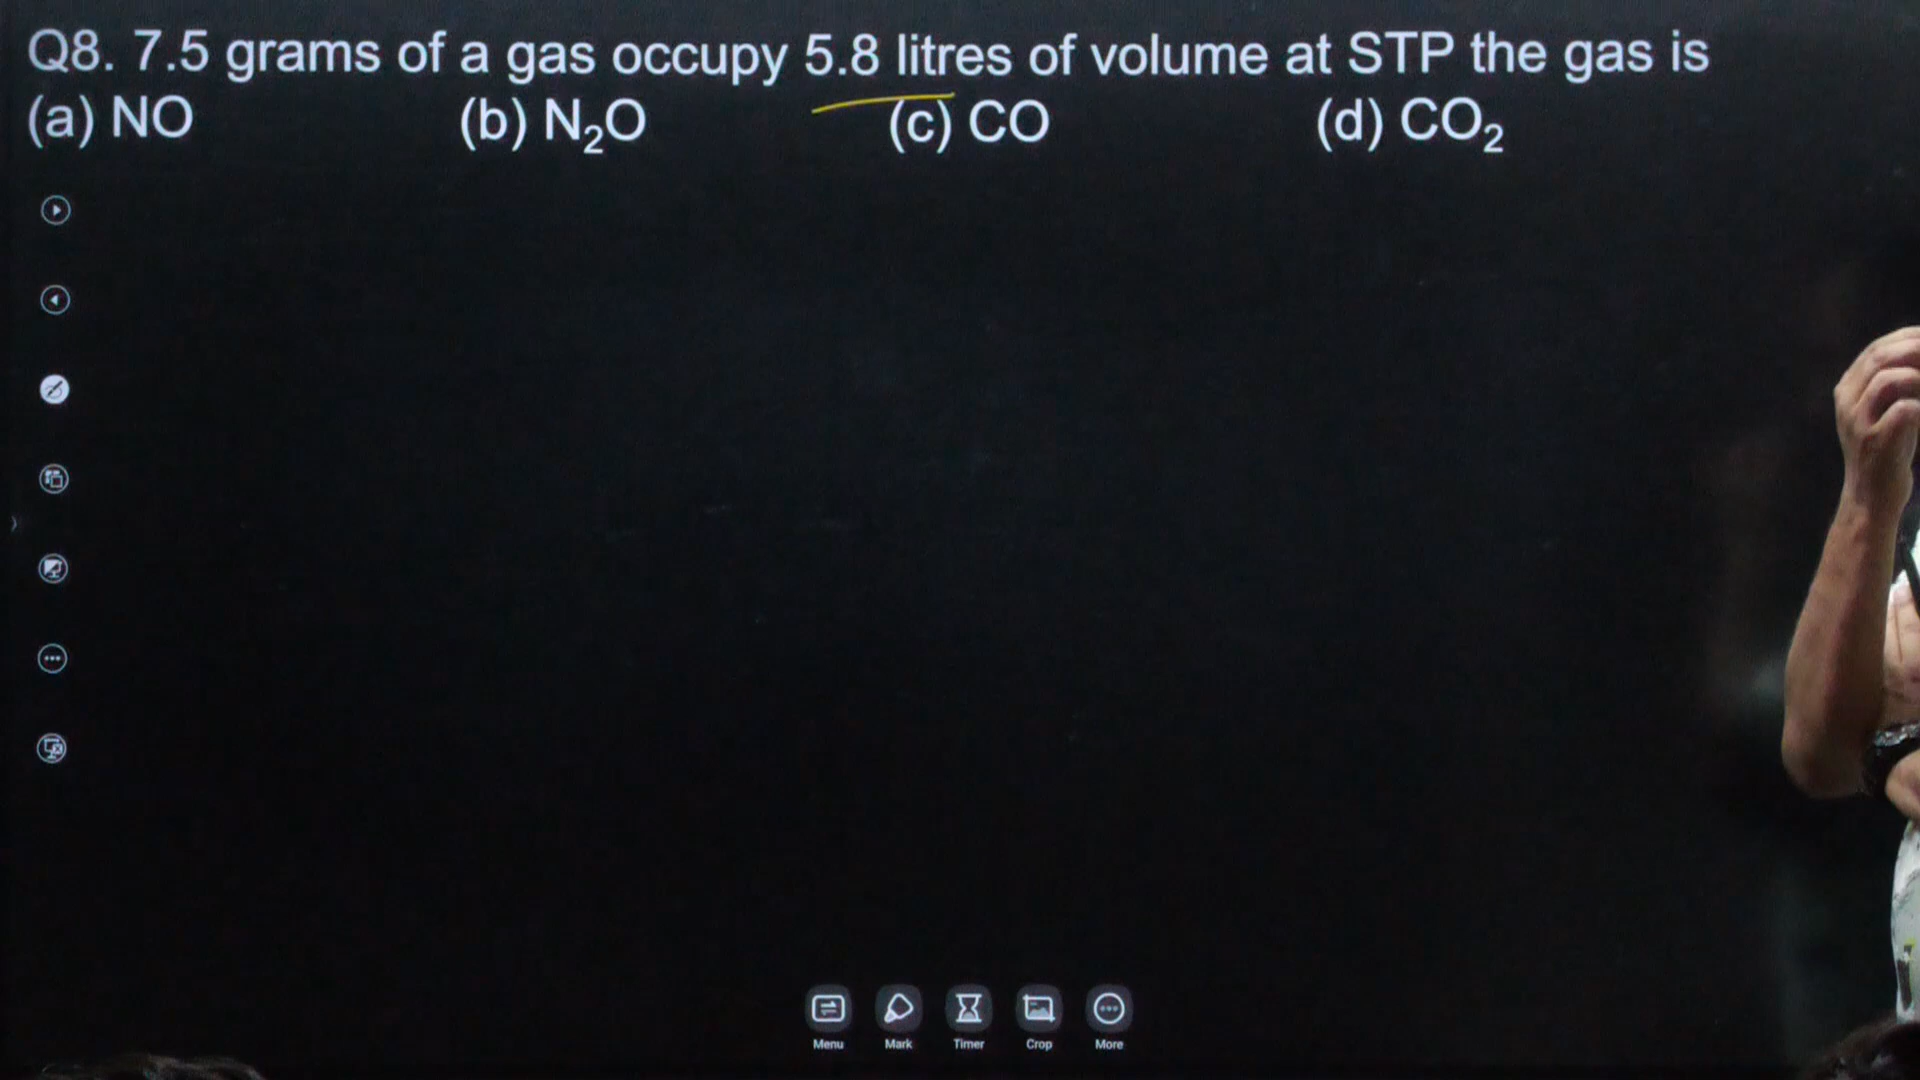 Q8. 7.5 grams of a gas occupy 5.8 litres of volume at STP the gas is
(a) NO (b) N₂O (c) CO (d) CO₂
Menu Mark Timer Crop More